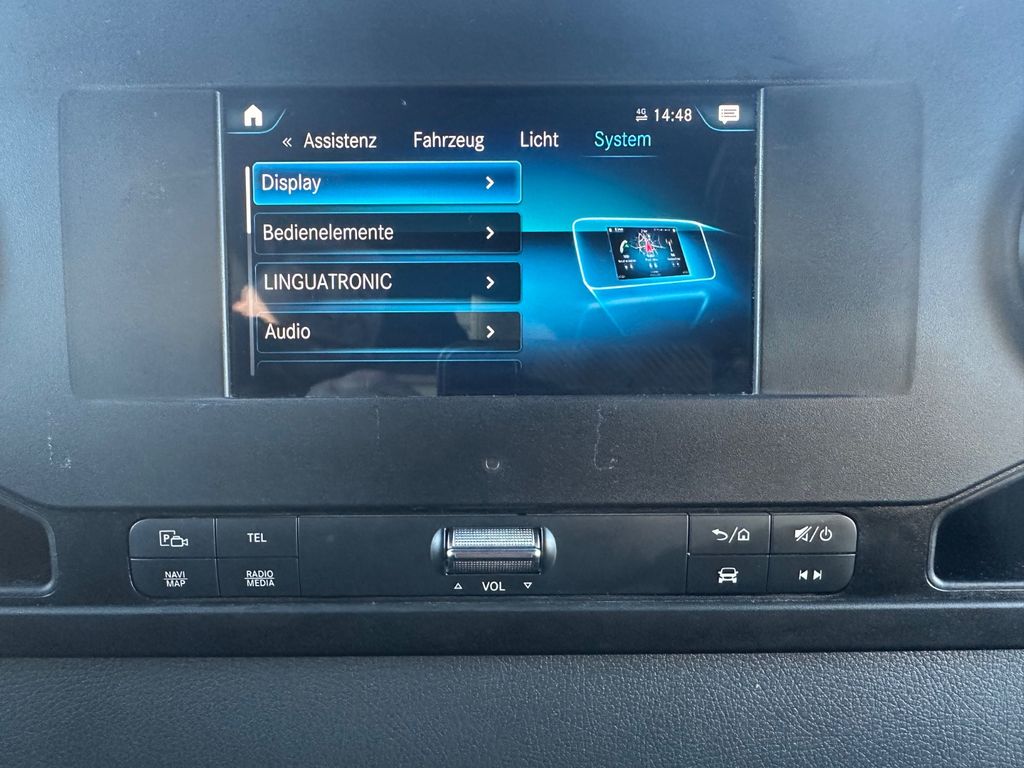 4G 14:48
« Assistenz Fahrzeug Licht System
Display
Bedienelemente
LINGUATRONIC
Audio
P
TEL
NAVI
MAP
RADIO
MEDIA
VOL